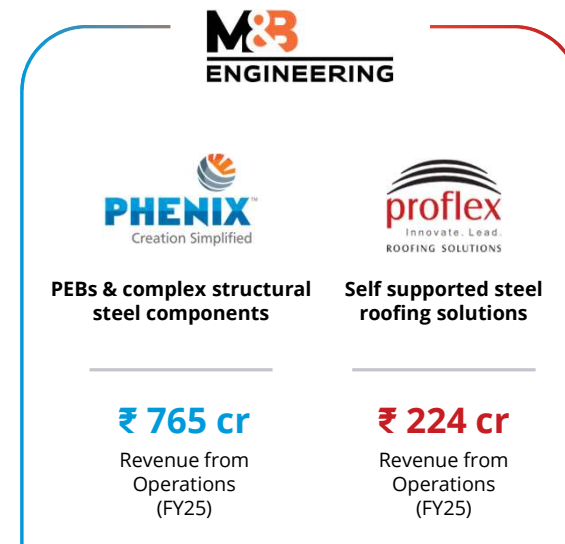 M&B
ENGINEERING
PHENIX™
Creation Simplified
PEBs & complex structural
steel components
₹ 765 cr
Revenue from
Operations
(FY25)
proflex
Innovate. Lead.
ROOFING SOLUTIONS
Self supported steel
roofing solutions
₹ 224 cr
Revenue from
Operations
(FY25)